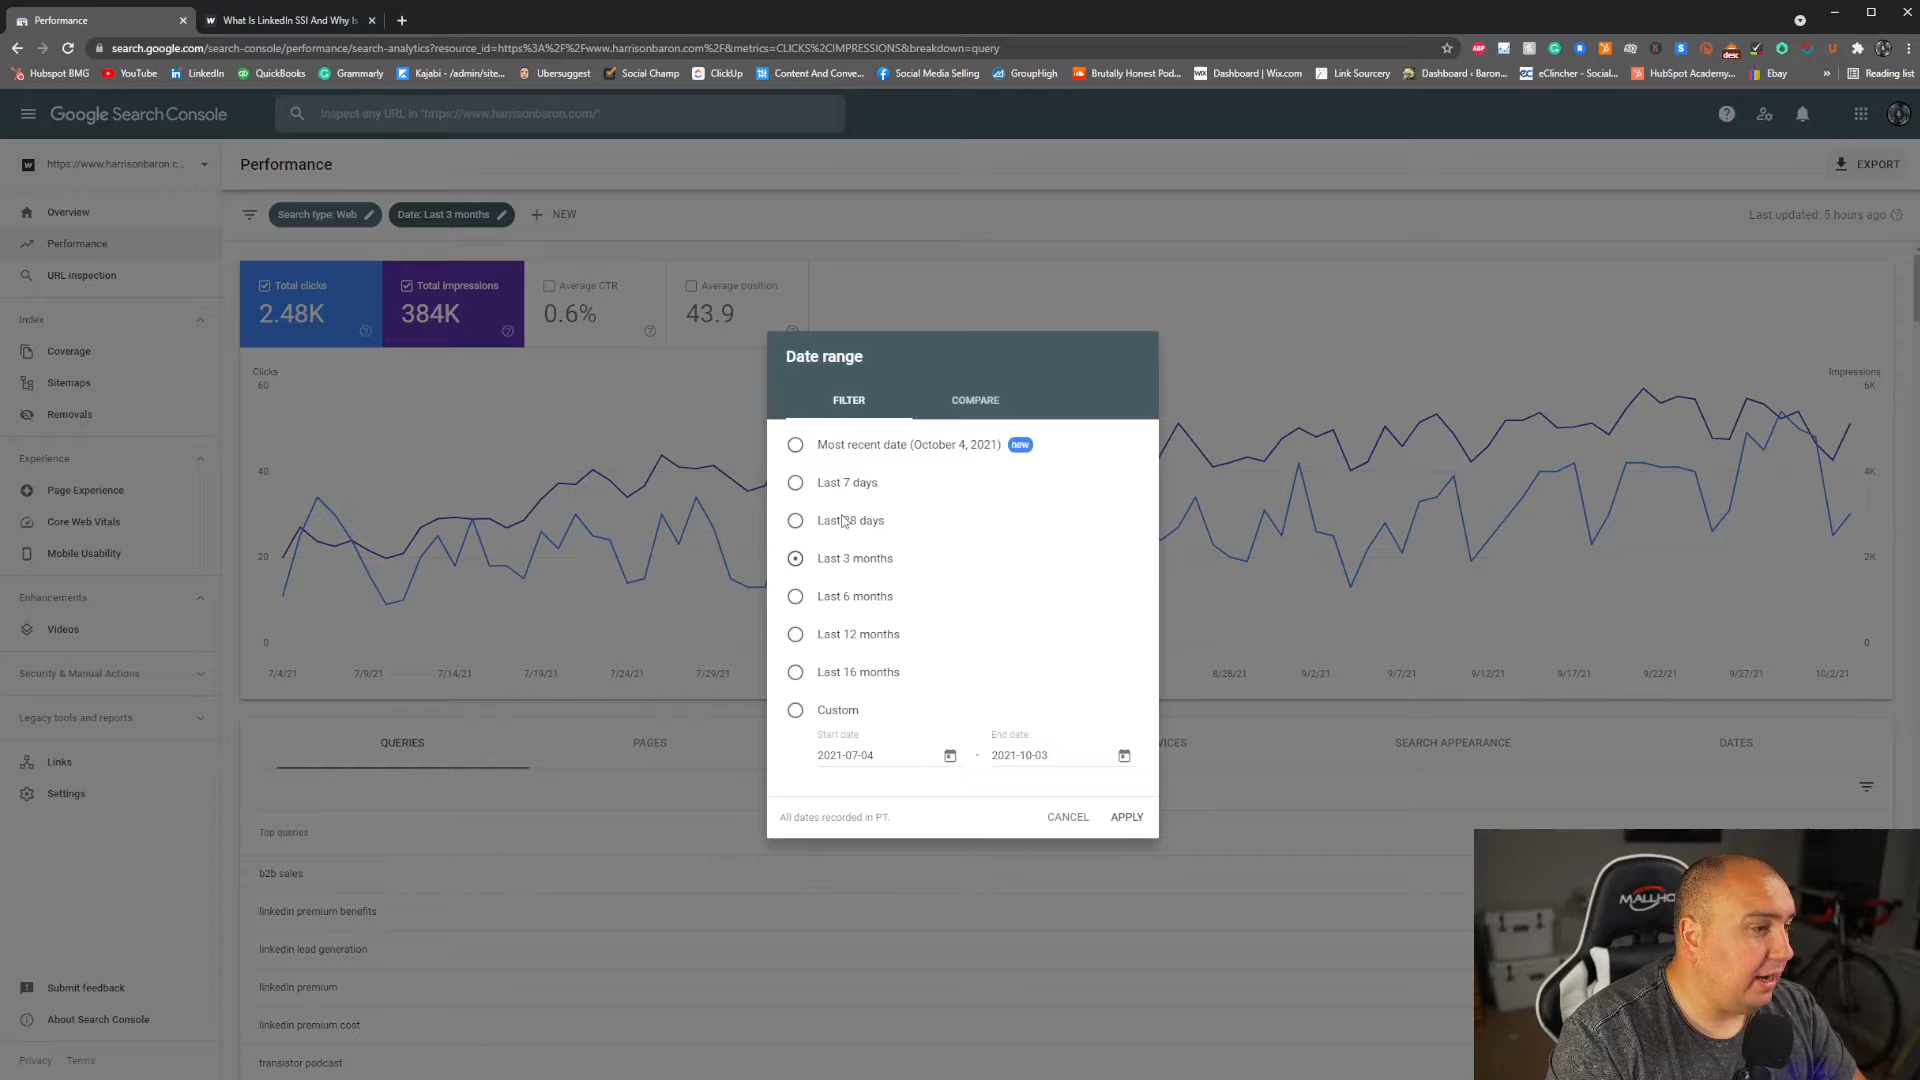 Performance
What Is LinkedIn SSI And Why Is
search.google.com/search-console/performance/search-analytics?resource_id=https%3A%2F%2Fwww.harrisonbaron.com%2F&metrics=CLICKS%2CIMPRESSIONS&breakdown=query
Hubspot BMG YouTube LinkedIn QuickBooks Grammarly Kajabi - /admin/site... Ubersuggest Social Champ ClickUp Content And Conve... Social Media Selling GroupHigh Brutally Honest Pod... Dashboard | Wix.com Link Sourcery Dashboard ‹ Baron... eClincher - Social... HubSpot Academy... Ebay » Reading list
Google Search Console
Inspect any URL in "https://www.harrisonbaron.com/"
https://www.harrisonbaron.c...
Performance
EXPORT
Overview
Performance
URL inspection
Index
Coverage
Sitemaps
Removals
Experience
Page Experience
Core Web Vitals
Mobile Usability
Enhancements
Videos
Security & Manual Actions
Legacy tools and reports
Links
Settings
Submit feedback
About Search Console
Privacy Terms
Search type: Web
Date: Last 3 months
NEW
Last updated: 5 hours ago
Total clicks
2.48K
Total impressions
384K
Average CTR
0.6%
Average position
43.9
Clicks
60
40
20
0
Impressions
6K
4K
2K
0
7/4/21 7/9/21 7/14/21 7/19/21 7/24/21 7/29/21 8/28/21 9/2/21 9/7/21 9/12/21 9/17/21 9/22/21 9/27/21 10/2/21
Date range
FILTER COMPARE
Most recent date (October 4, 2021) new
Last 7 days
Last 28 days
Last 3 months
Last 6 months
Last 12 months
Last 16 months
Custom
Start date
2021-07-04
-
End date
2021-10-03
All dates recorded in PT.
CANCEL APPLY
QUERIES PAGES SEARCH APPEARANCE DATES
Top queries
b2b sales
linkedin premium benefits
linkedin lead generation
linkedin premium
linkedin premium cost
transistor podcast